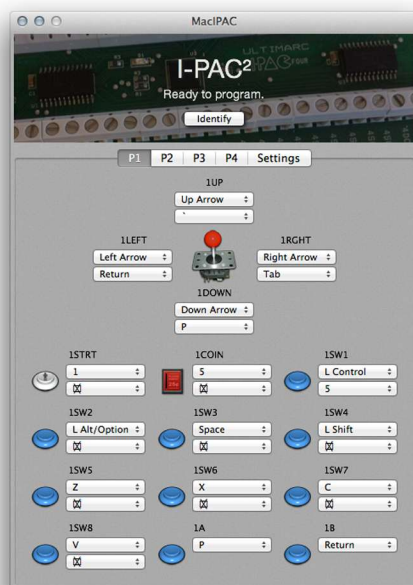 MacIPAC
ULTIMARC
I-PAC²
Ready to program.
Identify
P1 P2 P3 P4 Settings
1UP
Up Arrow
`
1LEFT 1RGHT
Left Arrow Right Arrow
Return Tab
1DOWN
Down Arrow
P
1STRT 1COIN 1SW1
1 5 L Control
5
1SW2 1SW3 1SW4
L Alt/Option Space L Shift
1SW5 1SW6 1SW7
Z X C
1SW8 1A 1B
V P Return